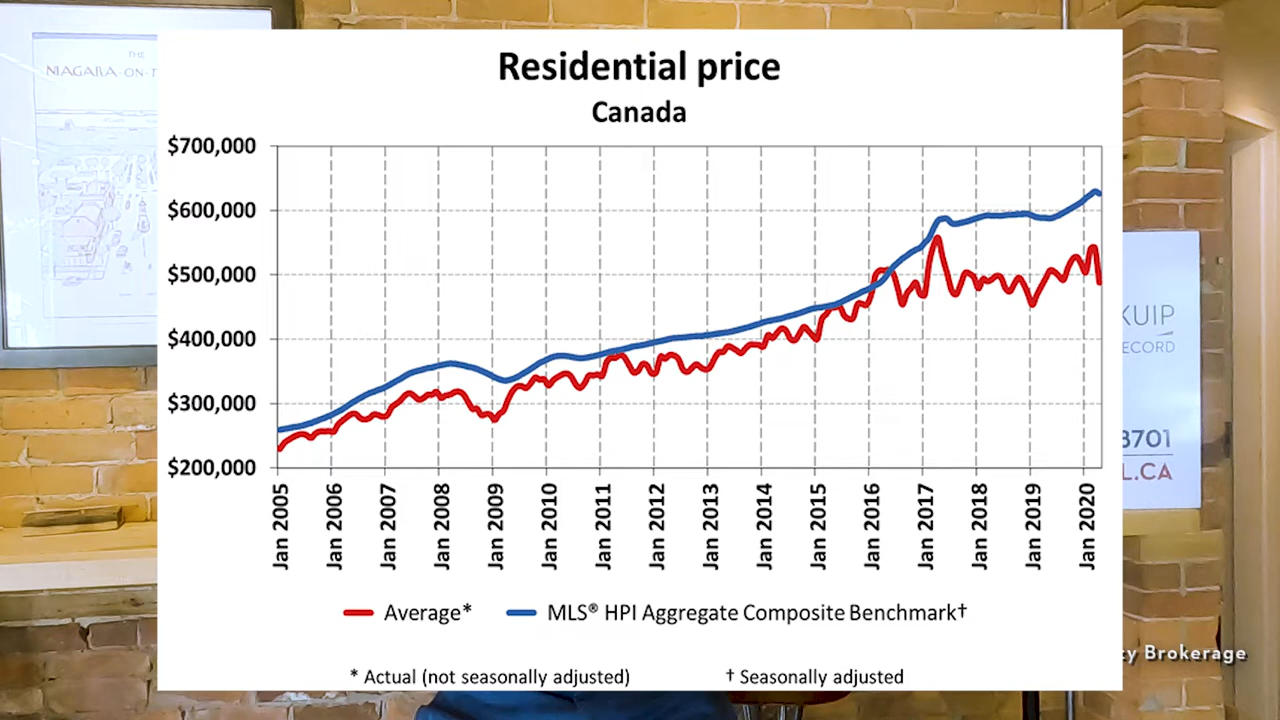 THE
NIAGARA-ON-T
Residential price
Canada
$700,000
$600,000
$500,000
$400,000
$300,000
$200,000
Jan 2005
Jan 2006
Jan 2007
Jan 2008
Jan 2009
Jan 2010
Jan 2011
Jan 2012
Jan 2013
Jan 2014
Jan 2015
Jan 2016
Jan 2017
Jan 2018
Jan 2019
Jan 2020
Average*
MLS® HPI Aggregate Composite Benchmark†
* Actual (not seasonally adjusted)
† Seasonally adjusted
KUIP
ECORD
8701
L.CA
ty Brokerage